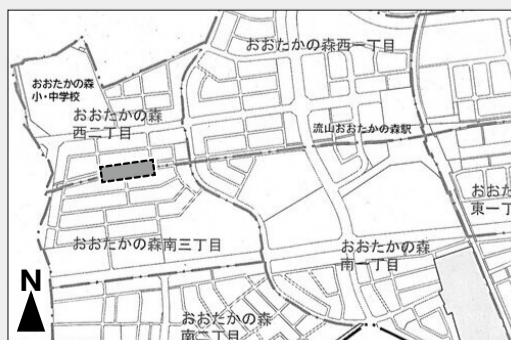 おおたかの森西一丁目
おおたかの森
小・中学校
おおたかの森
西二丁目
流山おおたかの森駅
おおた
東一丁
おおたかの森南三丁目
おおたかの森
南一丁目
N
おおたかの森
南二丁目